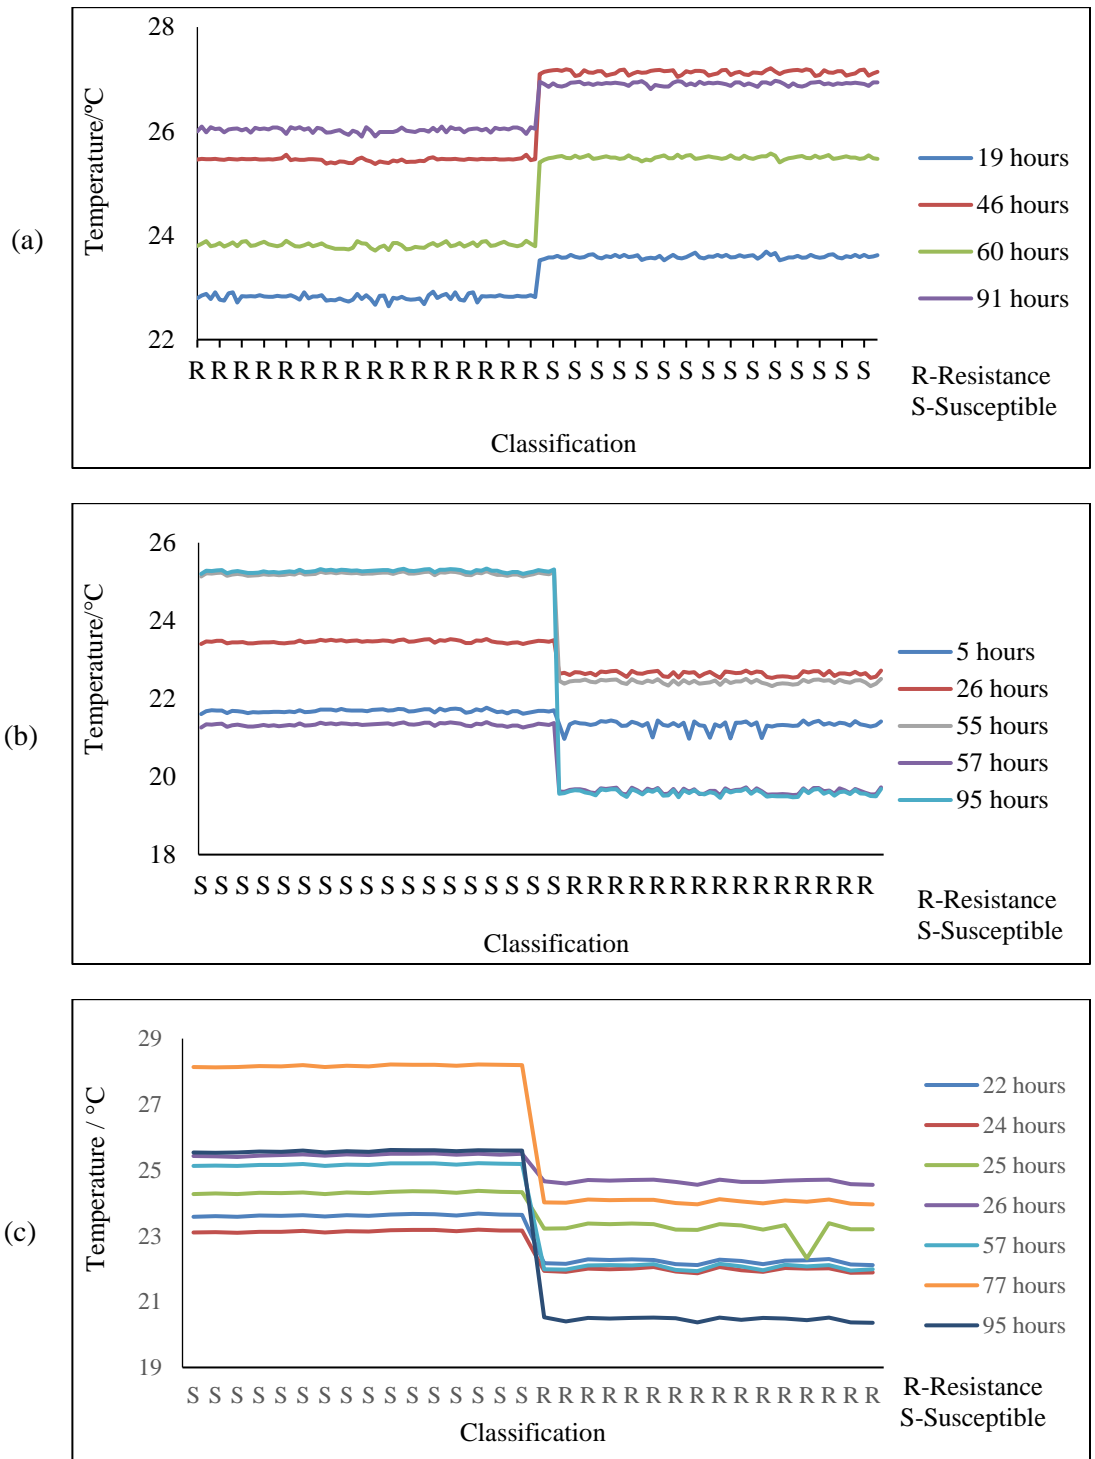 (a)
Temperature/°C
28
26
24
22
R R R R R R R R R R R R R R R R S S S S S S S S S S S S S S S
Classification
19 hours
46 hours
60 hours
91 hours
R-Resistance
S-Susceptible
(b)
Temperature/°C
26
24
22
20
18
S S S S S S S S S S S S S S S S S S R R R R R R R R R R R R R R R
Classification
5 hours
26 hours
55 hours
57 hours
95 hours
R-Resistance
S-Susceptible
(c)
Temperature / °C
29
27
25
23
21
19
S S S S S S S S S S S S S S S S R R R R R R R R R R R R R R R R
Classification
22 hours
24 hours
25 hours
26 hours
57 hours
77 hours
95 hours
R-Resistance
S-Susceptible